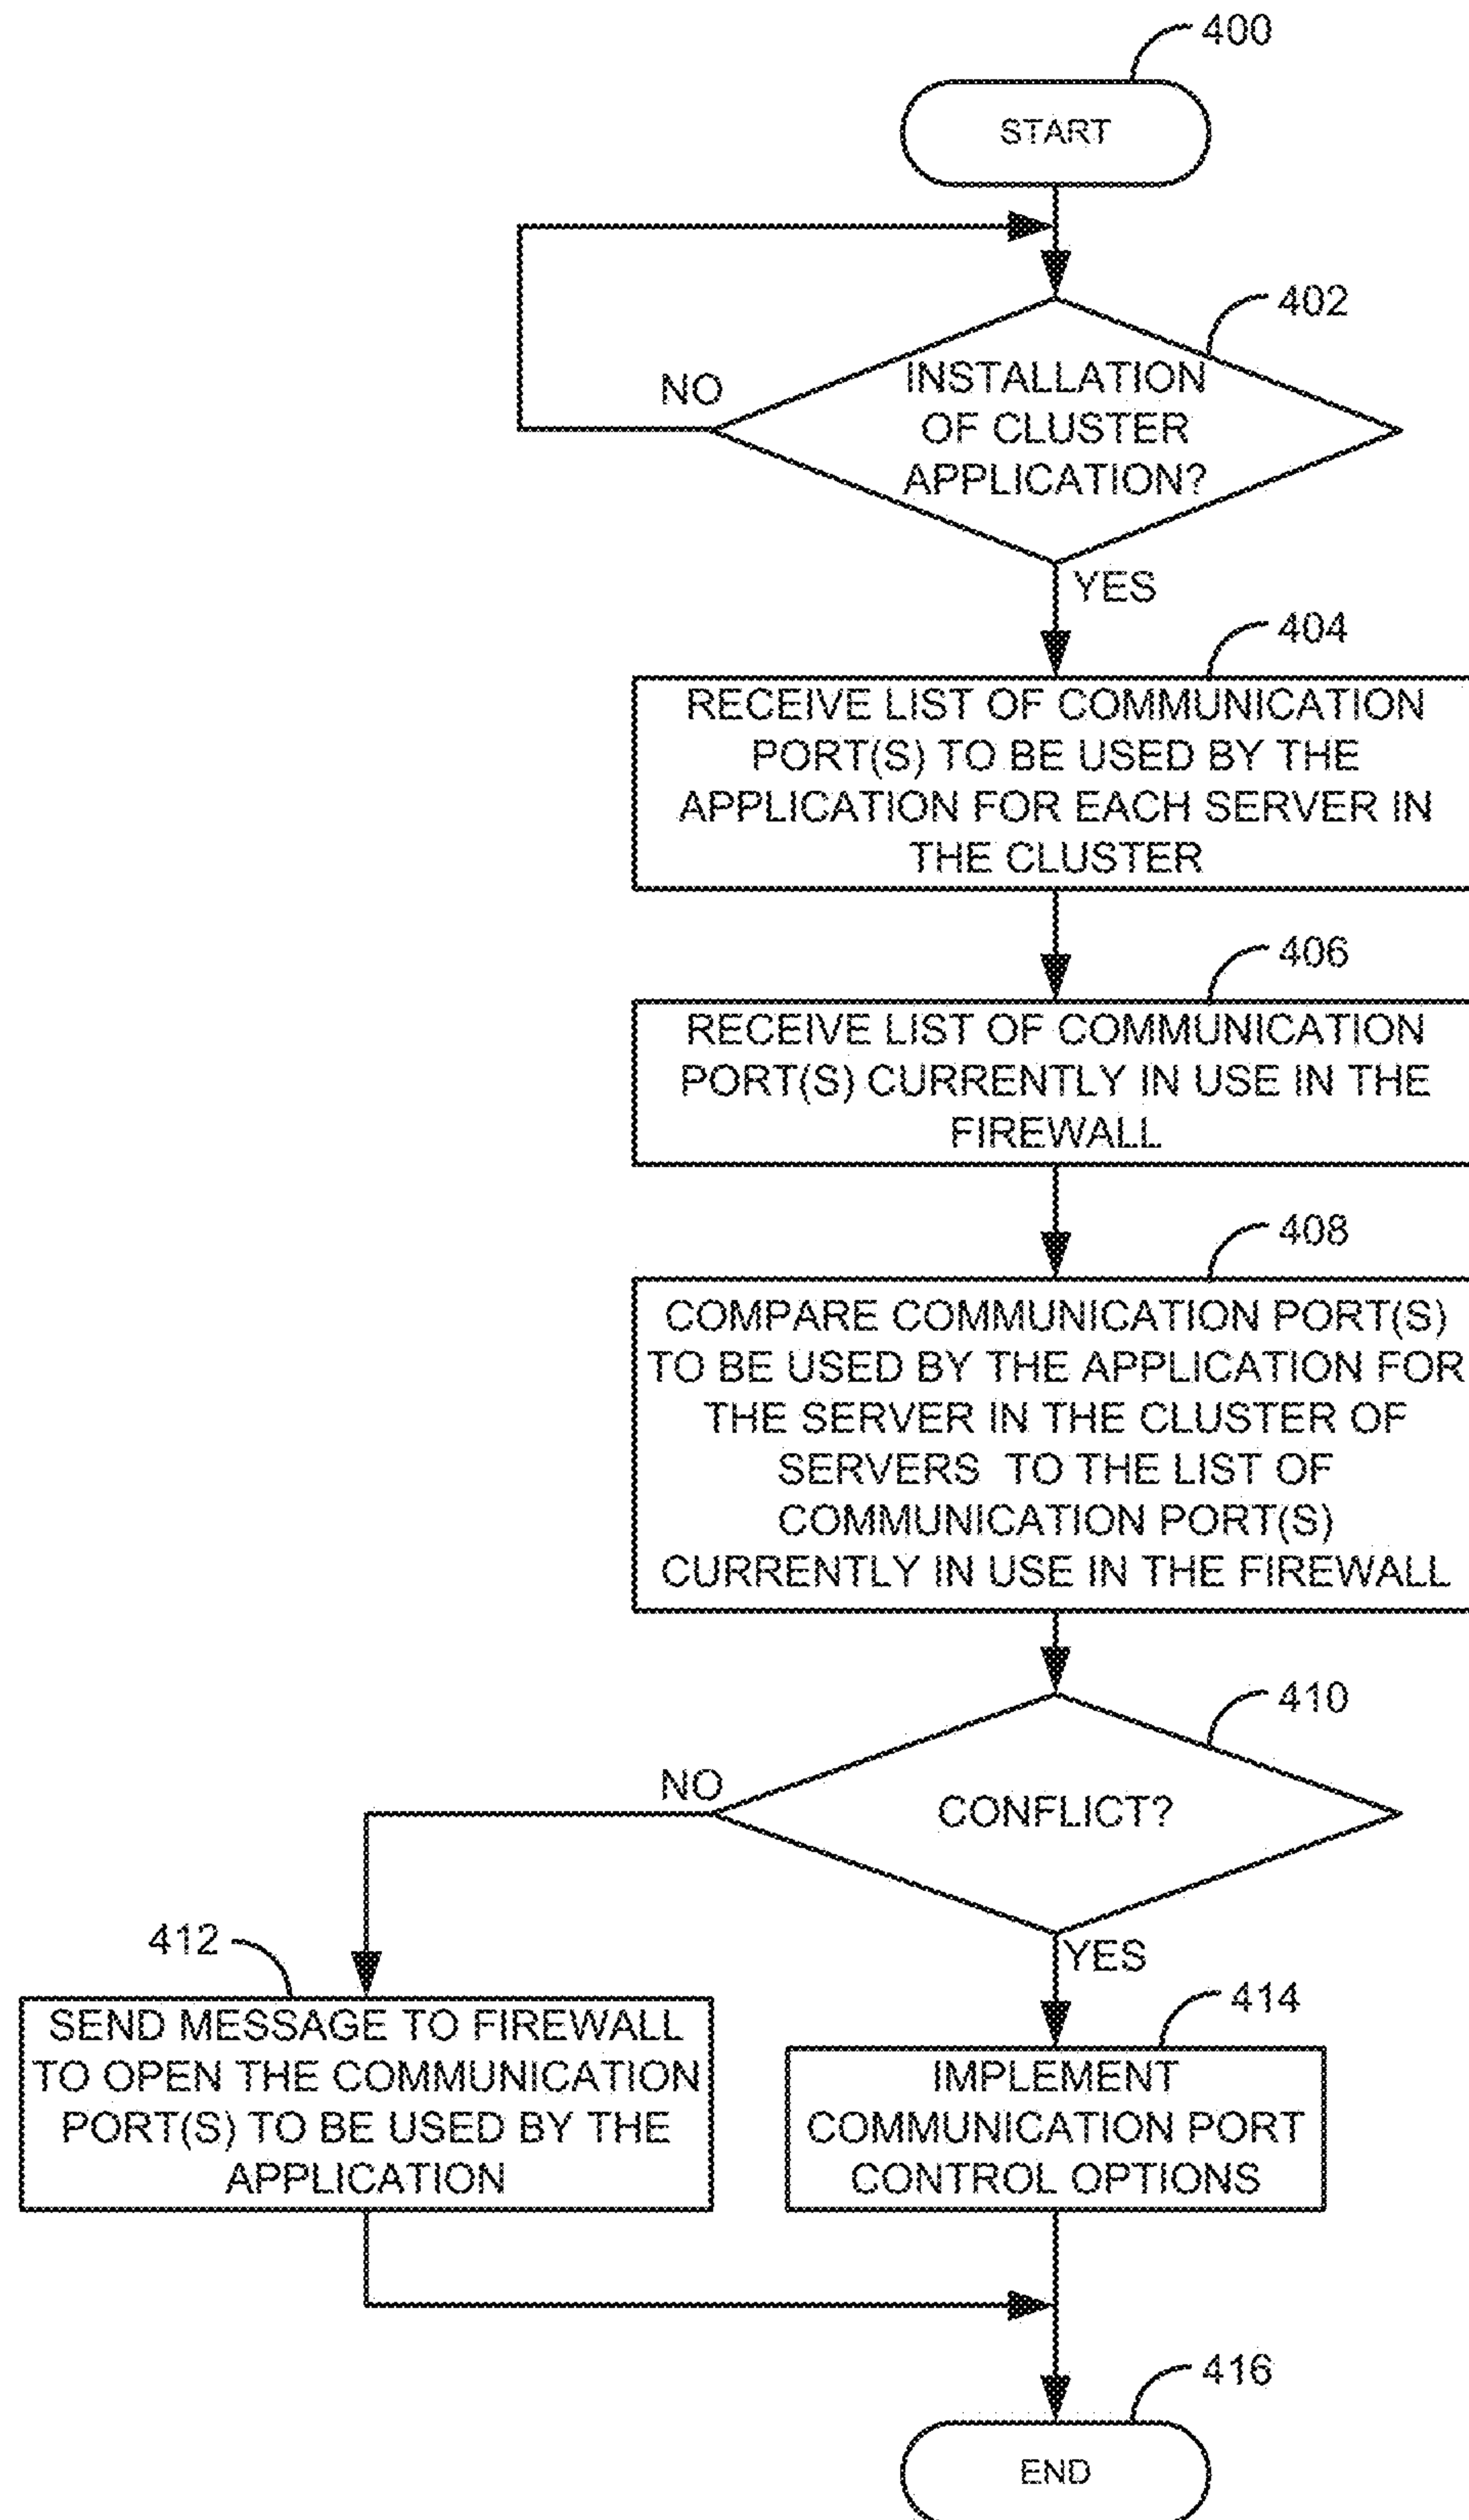 400
START
402
INSTALLATION
OF CLUSTER
APPLICATION?
NO
YES
404
RECEIVE LIST OF COMMUNICATION
PORT(S) TO BE USED BY THE
APPLICATION FOR EACH SERVER IN
THE CLUSTER
406
RECEIVE LIST OF COMMUNICATION
PORT(S) CURRENTLY IN USE IN THE
FIREWALL
408
COMPARE COMMUNICATION PORT(S)
TO BE USED BY THE APPLICATION FOR
THE SERVER IN THE CLUSTER OF
SERVERS TO THE LIST OF
COMMUNICATION PORT(S)
CURRENTLY IN USE IN THE FIREWALL
410
CONFLICT?
NO
YES
412
SEND MESSAGE TO FIREWALL
TO OPEN THE COMMUNICATION
PORT(S) TO BE USED BY THE
APPLICATION
414
IMPLEMENT
COMMUNICATION PORT
CONTROL OPTIONS
416
END